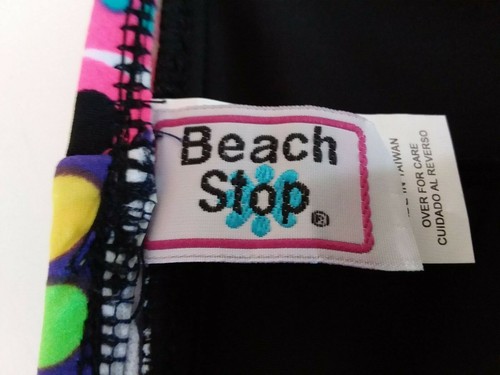 Beach
Stop®
IN TAIWAN
OVER FOR CARE
CUIDADO AL REVERSO